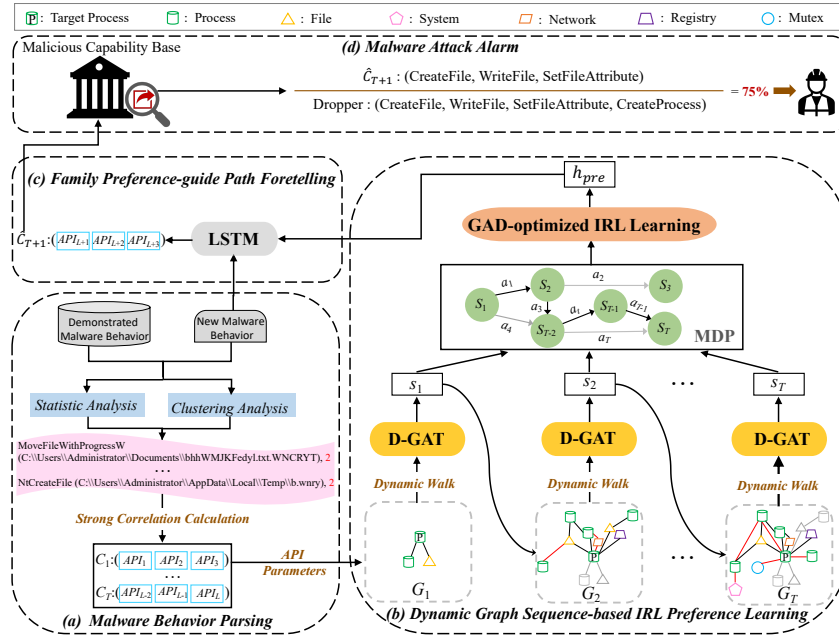 P : Target Process : Process : File : System : Network : Registry : Mutex
(d) Malware Attack Alarm
Malicious Capability Base
Ĉ_{T+1} : (CreateFile, WriteFile, SetFileAttribute)
Dropper : (CreateFile, WriteFile, SetFileAttribute, CreateProcess)
= 75%
(c) Family Preference-guide Path Foretelling
Ĉ_{T+1}:( API_{L+1} API_{L+2} API_{L+3} )
LSTM
h_{pre}
GAD-optimized IRL Learning
S_1 a_1 S_2 a_2 S_3
a_3 a_4 S_{T-2} a_1 S_{T-1} a_{T-1} S_T
a_T
MDP
Demonstrated Malware Behavior
New Malware Behavior
Statistic Analysis
Clustering Analysis
MoveFileWithProgressW
(C:\\Users\\Administrator\\Documents\\bhhWMJKFedyl.txt.WNCRYT), 2
...
NtCreateFile (C:\\Users\\Administrator\\AppData\\Local\\Temp\\b.wnry), 2
Strong Correlation Calculation
C_1:( API_1 API_2 API_3 )
...
C_T:( API_{L-2} API_{L-1} API_L )
API
Parameters
(a) Malware Behavior Parsing
s_1 s_2 ... s_T
D-GAT D-GAT D-GAT
Dynamic Walk Dynamic Walk Dynamic Walk
P P P
G_1 G_2 ... G_T
(b) Dynamic Graph Sequence-based IRL Preference Learning